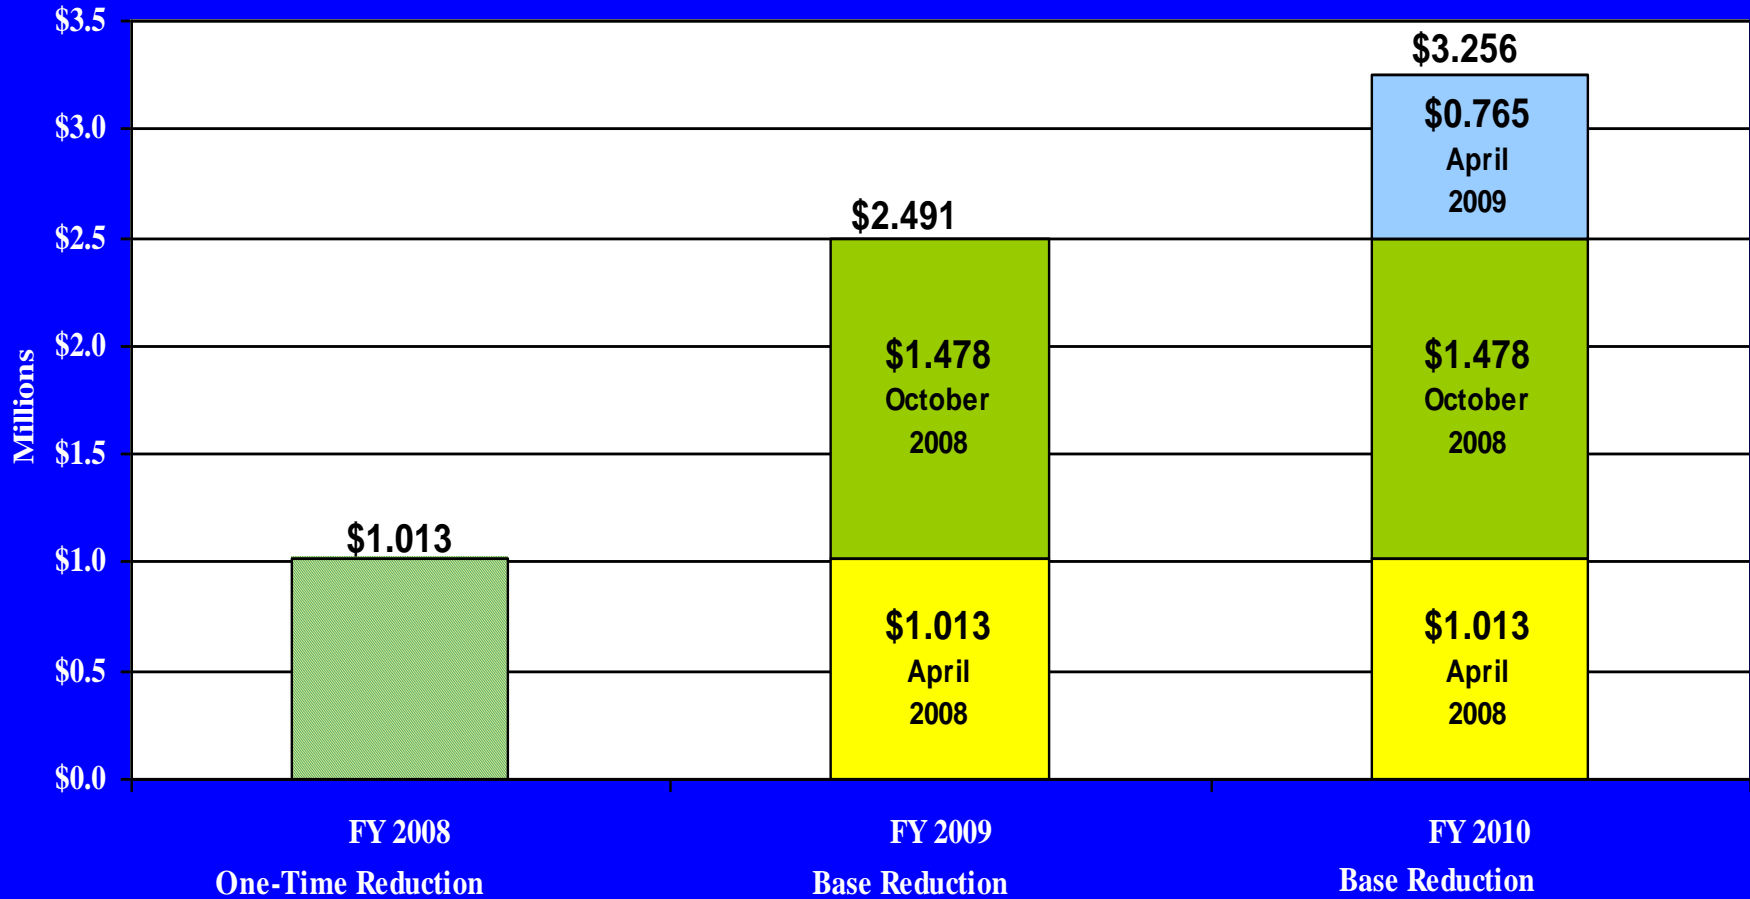 $3.5
$3.0
$2.5
$2.0
$1.5
$1.0
$0.5
$0.0
Millions
$1.013
$2.491
$1.478
October
2008
$1.013
April
2008
$3.256
$0.765
April
2009
$1.478
October
2008
$1.013
April
2008
FY 2008
One-Time Reduction
FY 2009
Base Reduction
FY 2010
Base Reduction